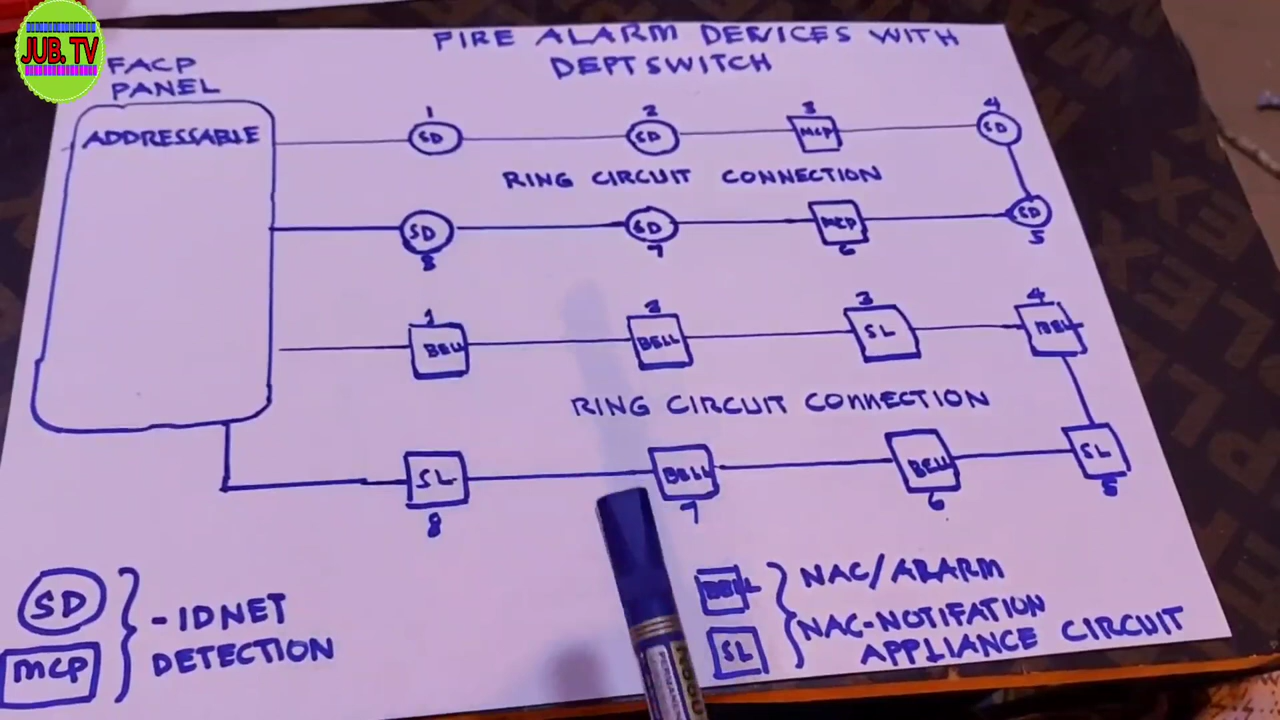 JUB.TV
FIRE ALARM DEVICES WITH
DEPTSWITCH
FACP
PANEL
ADDRESSABLE
1 2 3 4
SD SD MCP SD
RING CIRCUIT CONNECTION
SD SD MCP SD
8 7 6 5
1 2 3 4
BELL BELL SL BELL
RING CIRCUIT CONNECTION
SL BELL BELL SL
8 7 6 5
SD
MCP
- IDNET
DETECTION
BELL
SL
NAC/ALARM
NAC-NOTIFATION
APPLIANCE CIRCUIT